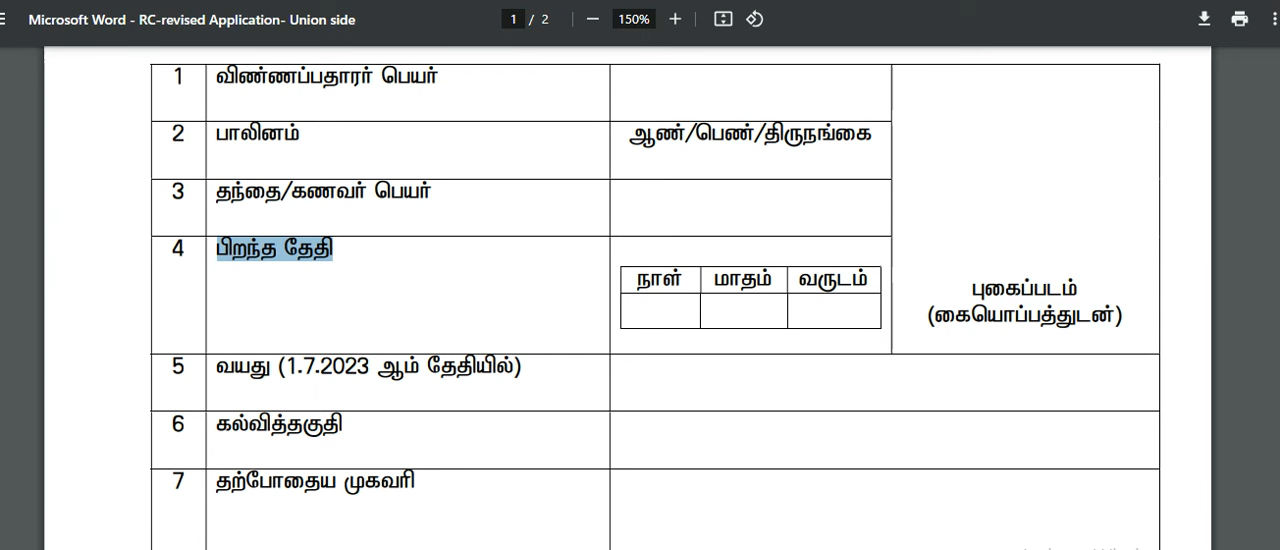 Microsoft Word - RC-revised Application- Union side
1 / 2
150%
1 விண்ணப்பதாரர் பெயர்
2 பாலினம் ஆண்/பெண்/திருநங்கை
3 தந்தை/கணவர் பெயர்
4 பிறந்த தேதி
நாள் மாதம் வருடம்
புகைப்படம்
(கையொப்பத்துடன்)
5 வயது (1.7.2023 ஆம் தேதியில்)
6 கல்வித்தகுதி
7 தற்போதைய முகவரி